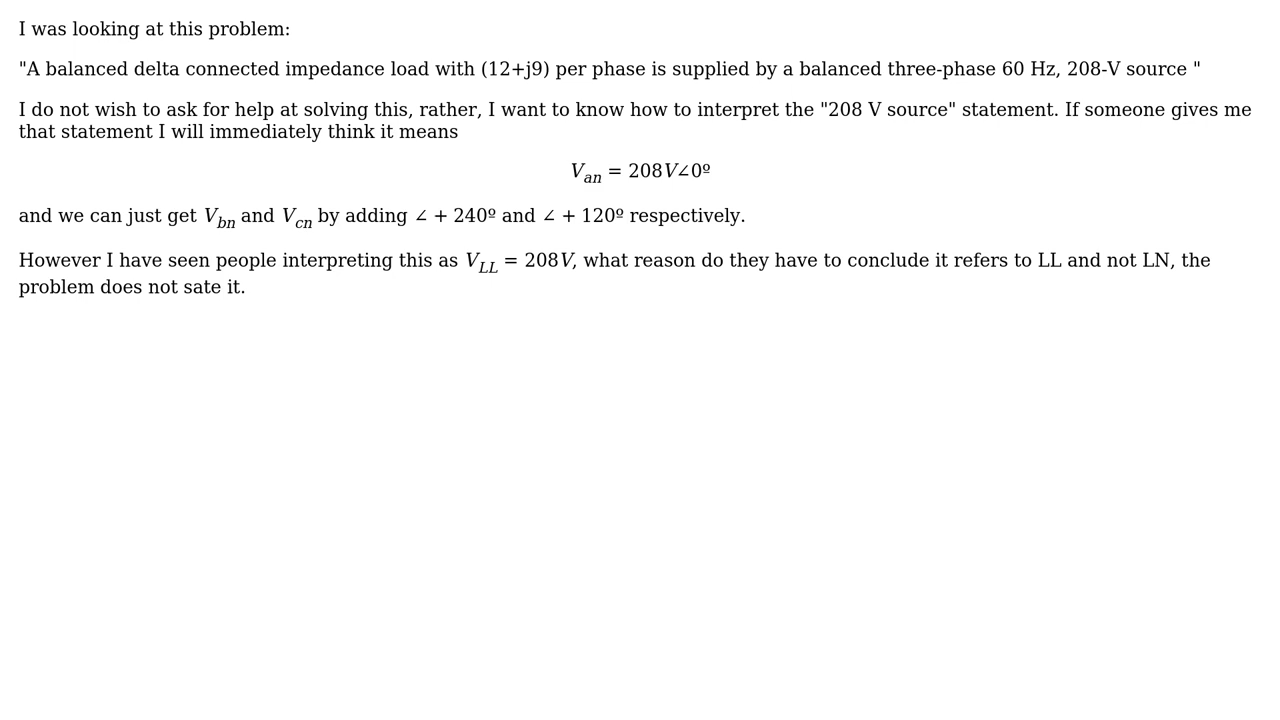 I was looking at this problem:
"A balanced delta connected impedance load with (12+j9) per phase is supplied by a balanced three-phase 60 Hz, 208-V source "
I do not wish to ask for help at solving this, rather, I want to know how to interpret the "208 V source" statement. If someone gives me
that statement I will immediately think it means
V_an = 208V∠0º
and we can just get V_bn and V_cn by adding ∠ + 240º and ∠ + 120º respectively.
However I have seen people interpreting this as V_LL = 208V, what reason do they have to conclude it refers to LL and not LN, the
problem does not sate it.